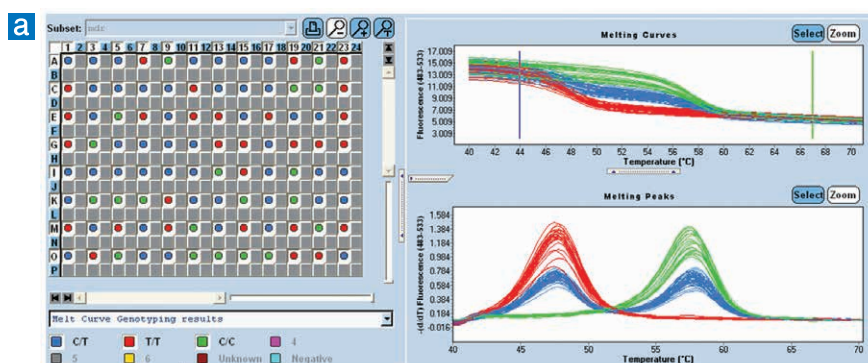 a
Subset:
1 2 3 4 5 6 7 8 9 10 11 12 13 14 15 16 17 18 19 20 21 22 23 24
A
B
C
D
E
F
G
H
I
J
K
L
M
N
O
P
Melt Curve Genotyping results
C/T T/T C/C 4
5 6 Unknown Negative
Melting Curves
Select Zoom
Fluorescence (483-533)
17.009
15.009
13.009
11.009
9.009
7.009
5.009
3.009
40 42 44 46 48 50 52 54 56 58 60 62 64 66 68 70
Temperature [°C]
Melting Peaks
Select Zoom
-(d/dT) Fluorescence (483-533)
1.584
1.384
1.184
0.984
0.784
0.584
0.384
0.184
-0.016
40 45 50 55 60 65 70
Temperature [°C]